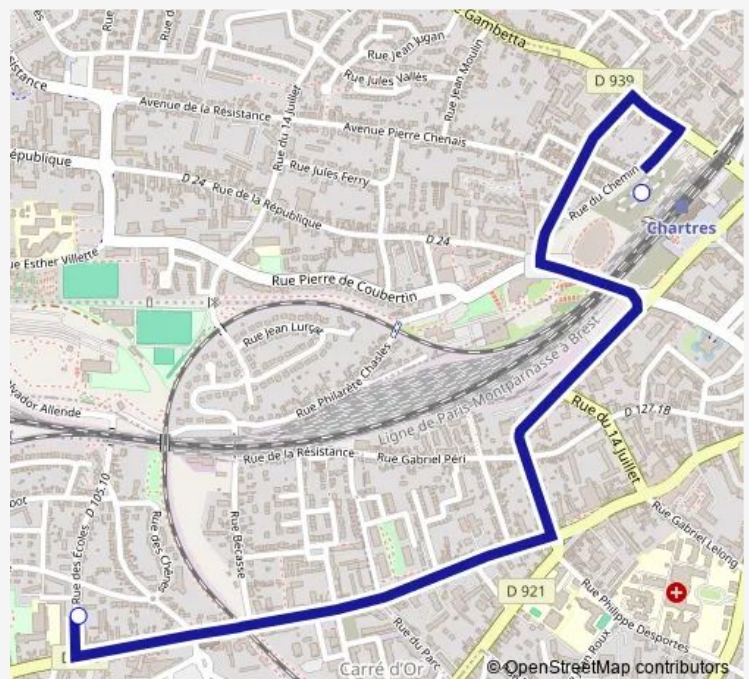 Rue Gambetta
Rue Jean Vigan
Rue Jules Vallès
Rue Jean Moulin
D 939
Avenue de la Résistance
Rue du 14 Juillet
Avenue Pierre Chenais
République
Rue Jules Ferry
Rue du Chemin
D 24 Rue de la République
D 24
Chartres
ue Esther Villette
Rue Pierre de Coubertin
Rue Jean Lurçat
Rue Philarète Chasles
Ligne de Paris-Montparnasse à Brest
lvador Allende
D 127.18
Rue du 14 Juillet
Rue de la Résistance
Rue Gabriel Péri
Rue des Écoles - D 105.10
Rue des Chênes
Rue Bécasse
Rue Gabriel Lelong
D 921
Rue Philippe Desportes
Rue du Parc
Carré d'Or
© OpenStreetMap contributors